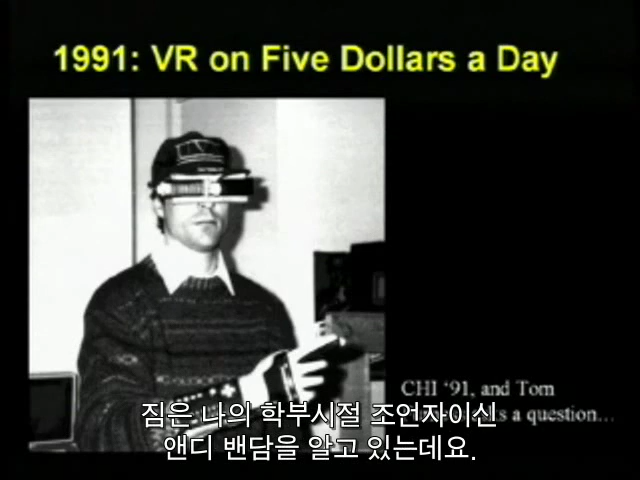 1991: VR on Five Dollars a Day
CHI ‘91, and Tom
s a question…
짐은 나의 학부시절 조언자이신
앤디 밴담을 알고 있는데요.